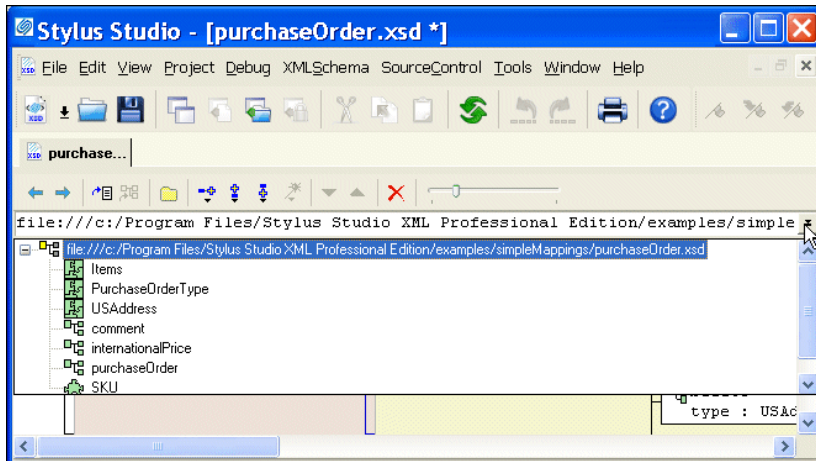 Stylus Studio - [purchaseOrder.xsd *]
File Edit View Project Debug XMLSchema SourceControl Tools Window Help
XSD purchase...
file:///c:/Program Files/Stylus Studio XML Professional Edition/examples/simple
file:///c:/Program Files/Stylus Studio XML Professional Edition/examples/simpleMappings/purchaseOrder.xsd
Items
PurchaseOrderType
USAddress
comment
internationalPrice
purchaseOrder
SKU
type : USAd